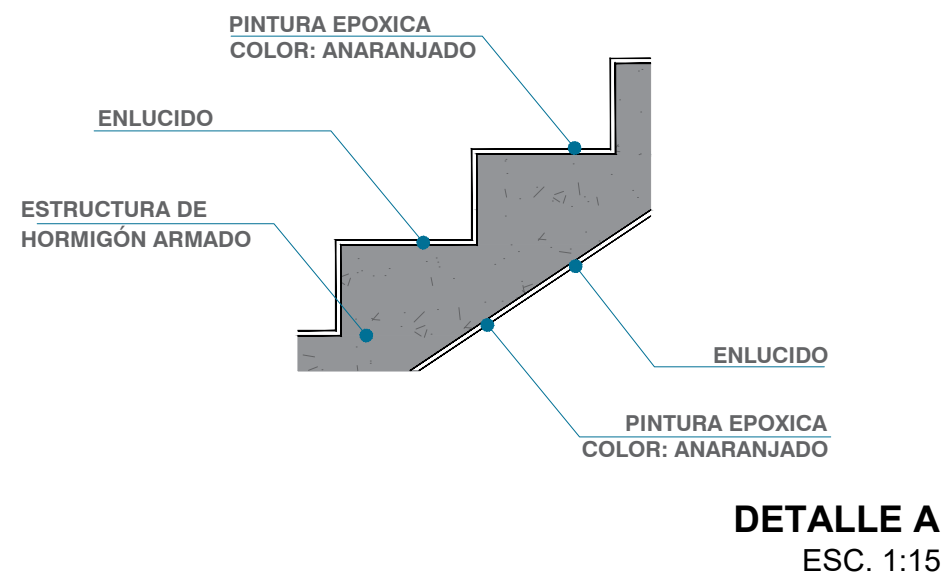 PINTURA EPOXICA
COLOR: ANARANJADO
ENLUCIDO
ESTRUCTURA DE
HORMIGÓN ARMADO
ENLUCIDO
PINTURA EPOXICA
COLOR: ANARANJADO
DETALLE A
ESC. 1:15